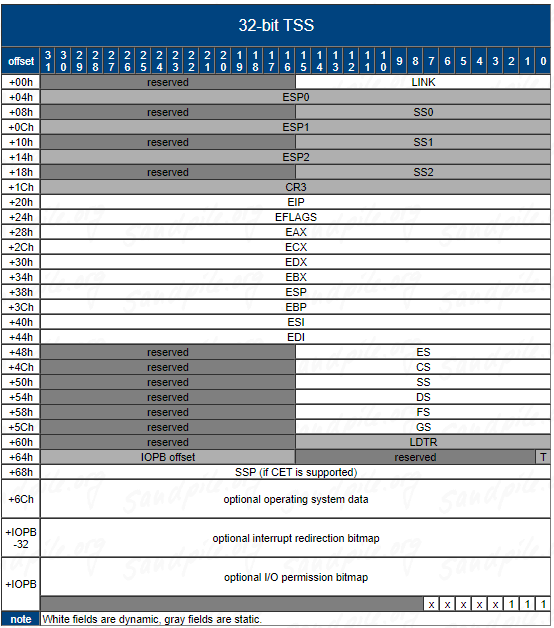 32-bit TSS
offset 31 30 29 28 27 26 25 24 23 22 21 20 19 18 17 16 15 14 13 12 11 10 9 8 7 6 5 4 3 2 1 0
+00h reserved LINK
+04h ESP0
+08h reserved SS0
+0Ch ESP1
+10h reserved SS1
+14h ESP2
+18h reserved SS2
+1Ch CR3
+20h EIP
+24h EFLAGS
+28h EAX
+2Ch ECX
+30h EDX
+34h EBX
+38h ESP
+3Ch EBP
+40h ESI
+44h EDI
+48h reserved ES
+4Ch reserved CS
+50h reserved SS
+54h reserved DS
+58h reserved FS
+5Ch reserved GS
+60h reserved LDTR
+64h IOPB offset reserved T
+68h SSP (if CET is supported)
+6Ch optional operating system data
+IOPB
-32 optional interrupt redirection bitmap
+IOPB optional I/O permission bitmap
x x x x x 1 1 1
note White fields are dynamic, gray fields are static.
sandpile.org